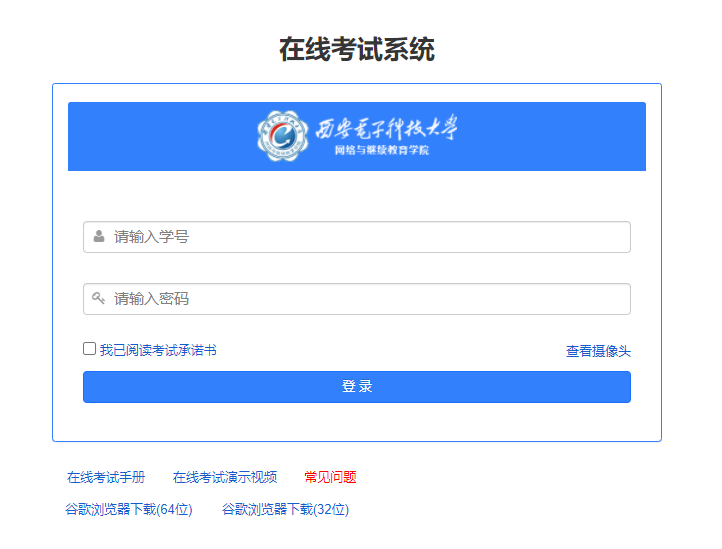 在线考试系统
西安电子科技大学
网络与继续教育学院
请输入学号
请输入密码
我已阅读考试承诺书 查看摄像头
登 录
在线考试手册 在线考试演示视频 常见问题
谷歌浏览器下载(64位) 谷歌浏览器下载(32位)